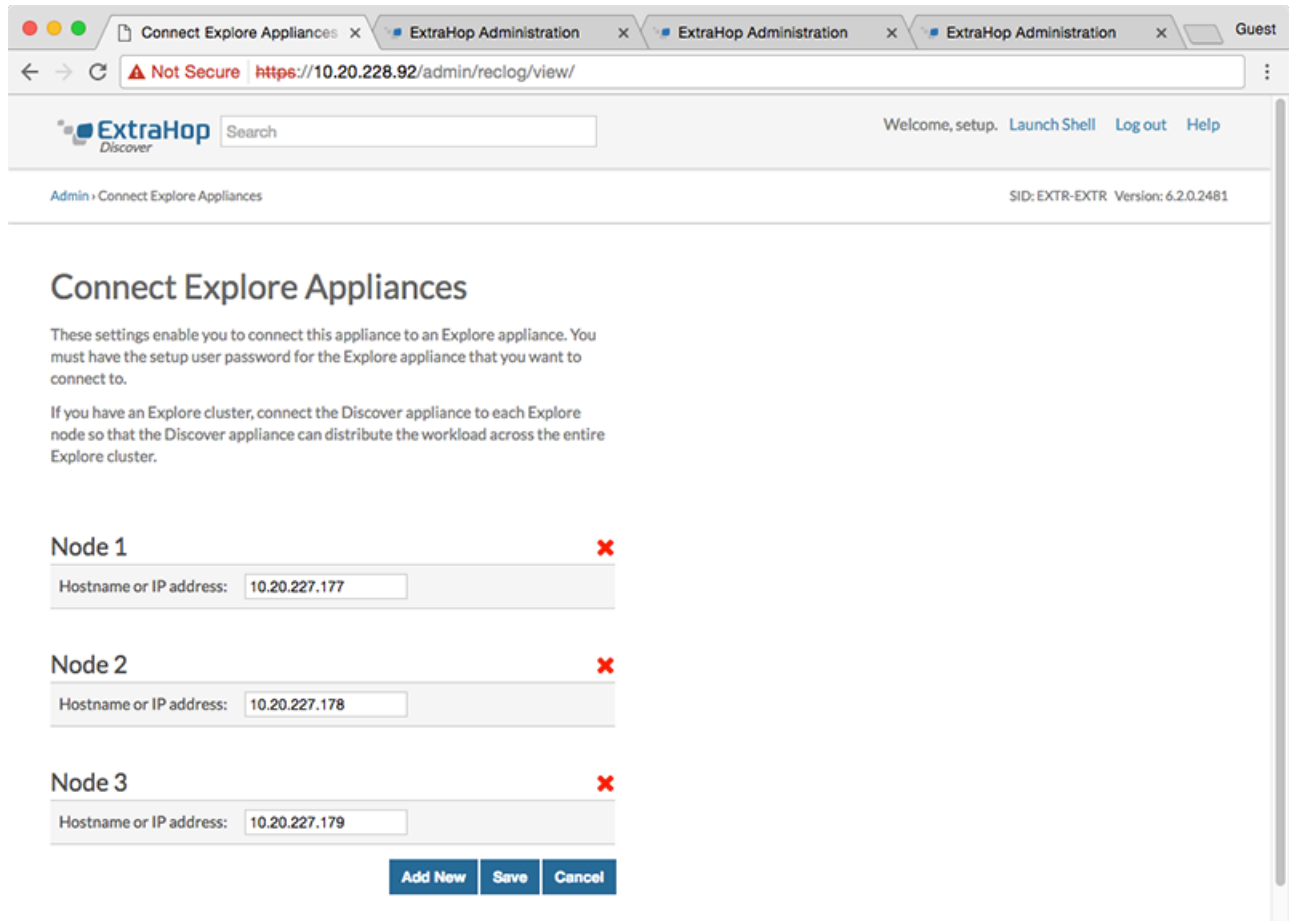 Connect Explore Appliances
ExtraHop Administration
ExtraHop Administration
ExtraHop Administration
Guest
Not Secure https://10.20.228.92/admin/reclog/view/
ExtraHop
Discover
Search
Welcome, setup. Launch Shell Log out Help
Admin › Connect Explore Appliances
SID: EXTR-EXTR Version: 6.2.0.2481
Connect Explore Appliances
These settings enable you to connect this appliance to an Explore appliance. You
must have the setup user password for the Explore appliance that you want to
connect to.
If you have an Explore cluster, connect the Discover appliance to each Explore
node so that the Discover appliance can distribute the workload across the entire
Explore cluster.
Node 1
Hostname or IP address: 10.20.227.177
Node 2
Hostname or IP address: 10.20.227.178
Node 3
Hostname or IP address: 10.20.227.179
Add New Save Cancel